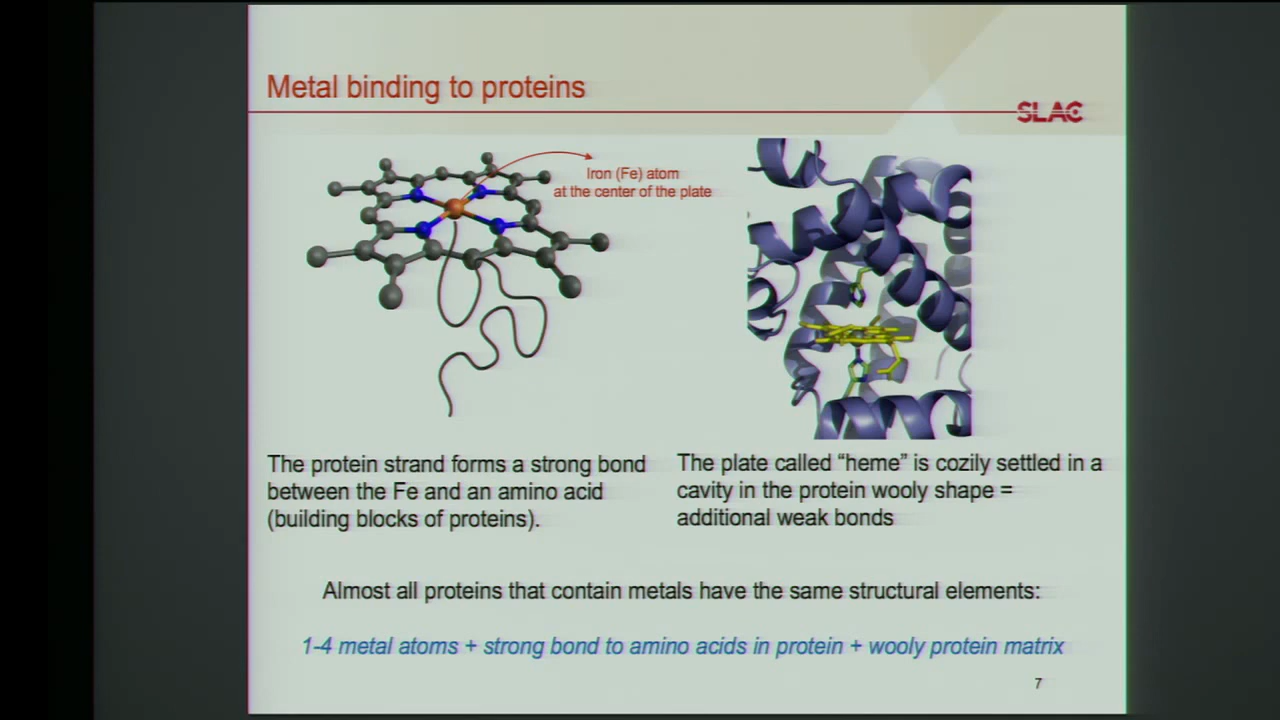 Metal binding to proteins
SLAC
Iron (Fe) atom
at the center of the plate
The protein strand forms a strong bond
between the Fe and an amino acid
(building blocks of proteins).
The plate called “heme” is cozily settled in a
cavity in the protein wooly shape =
additional weak bonds
Almost all proteins that contain metals have the same structural elements:
1-4 metal atoms + strong bond to amino acids in protein + wooly protein matrix
7